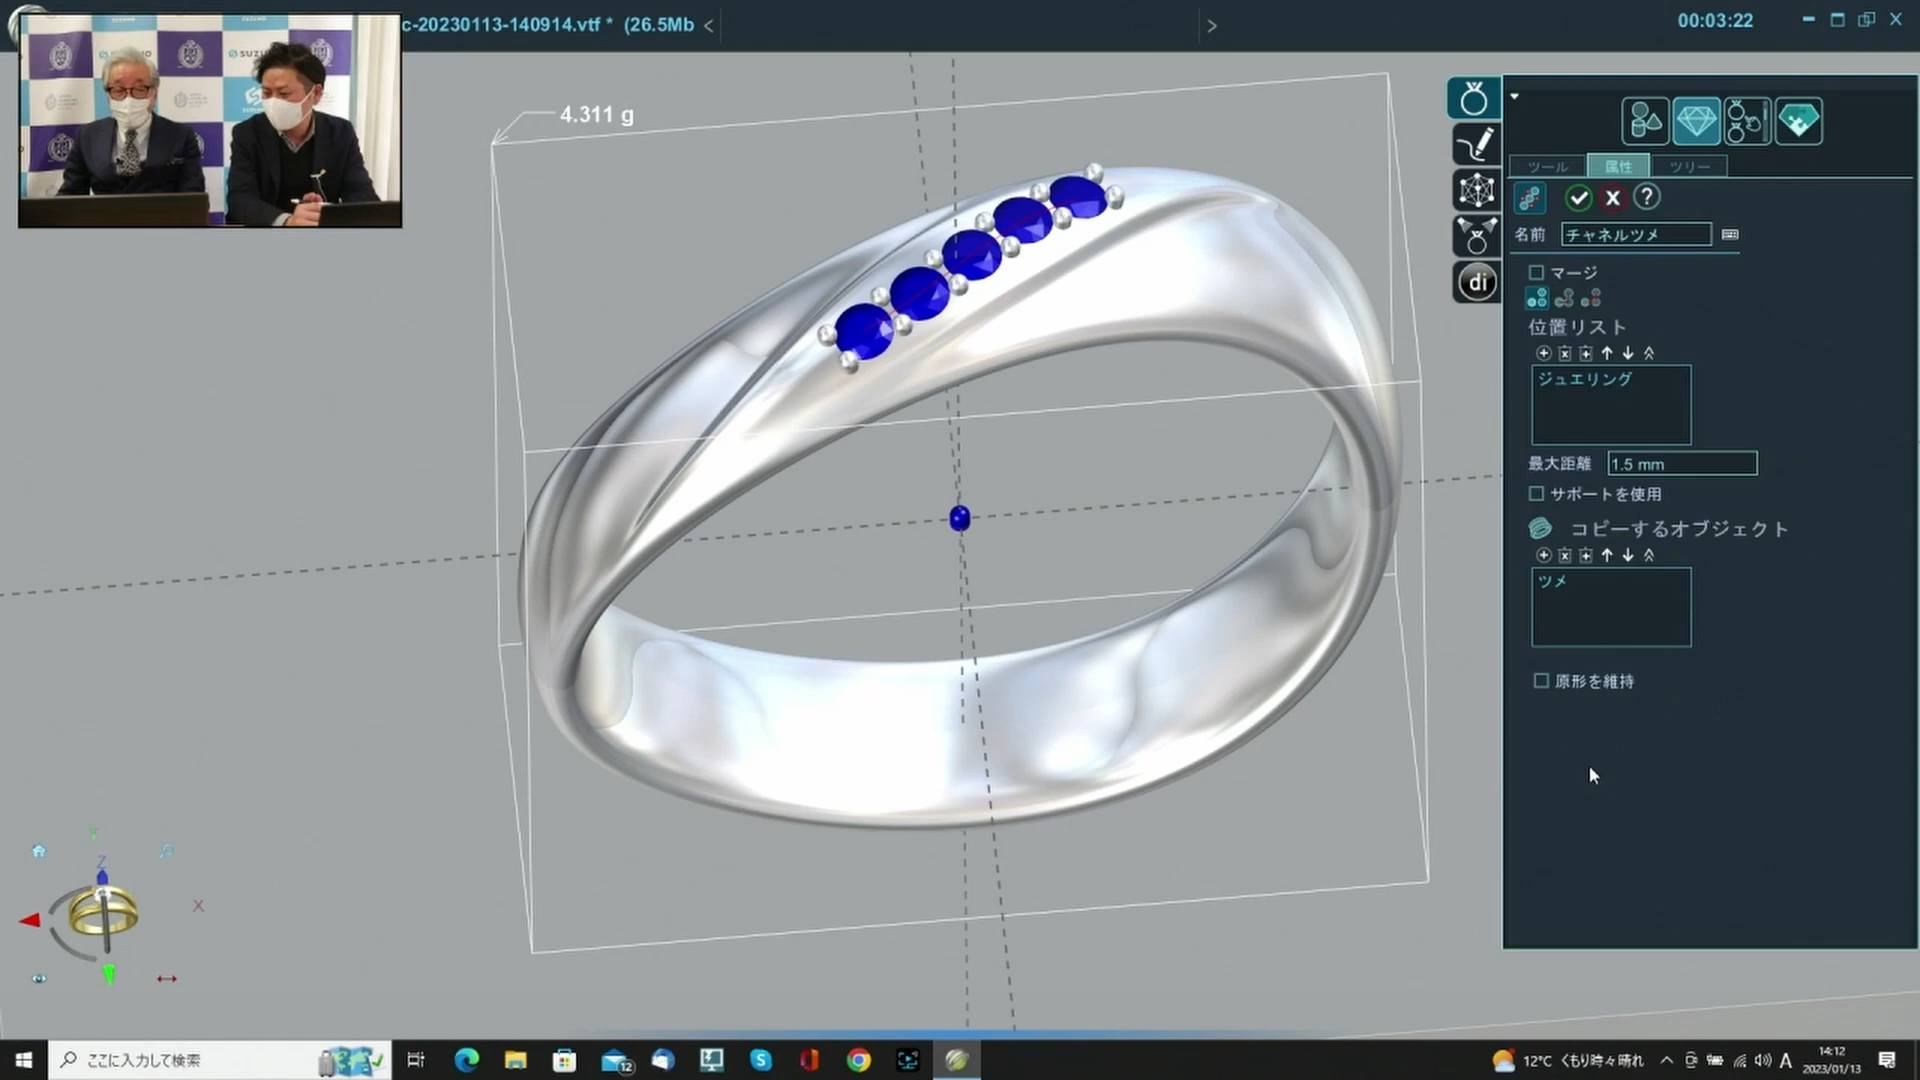 c-20230113-140914.vtf * (26.5Mb
<
>
00:03:22
4.311 g
ツール
属性
ツリー
名前
チャネルツメ
マージ
位置リスト
ジュエリング
最大距離
1.5 mm
サポートを使用
コピーするオブジェクト
ツメ
原形を維持
di
Y
Z
X
ここに入力して検索
12
12°C くもり時々晴れ
A
14:12
2023/01/13